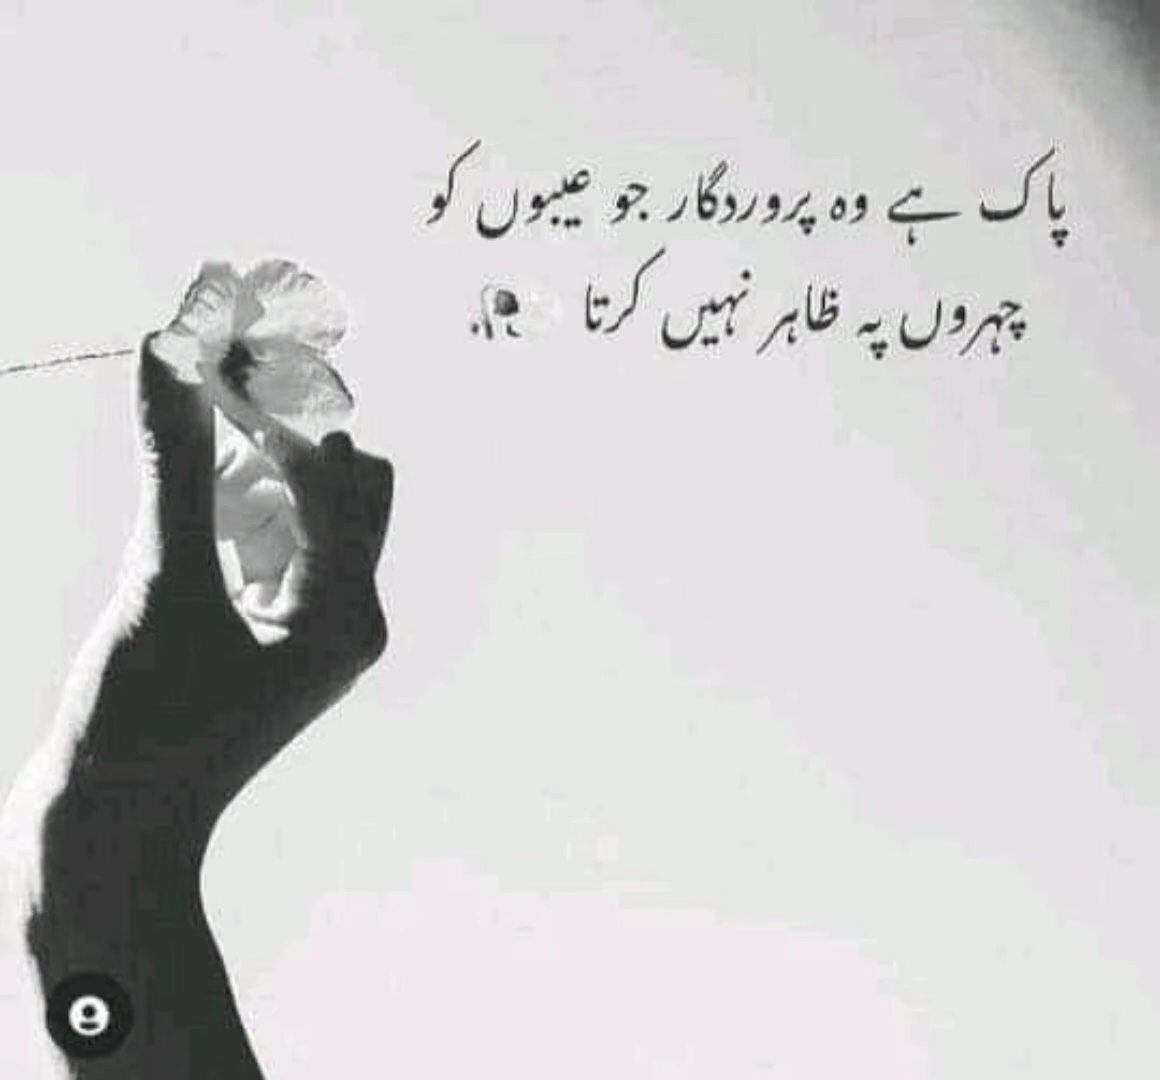 پاک ہے وہ پروردگار جو عیبوں کو
چہروں پہ ظاہر نہیں کرتا